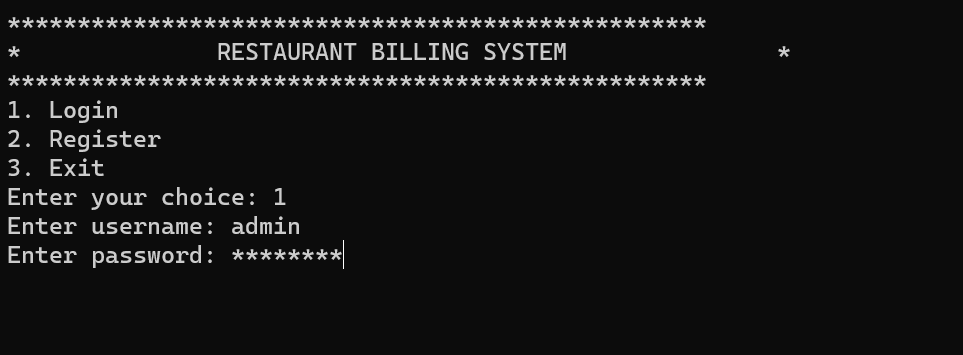 **************************************************
*              RESTAURANT BILLING SYSTEM               *
**************************************************
1. Login
2. Register
3. Exit
Enter your choice: 1
Enter username: admin
Enter password: ********